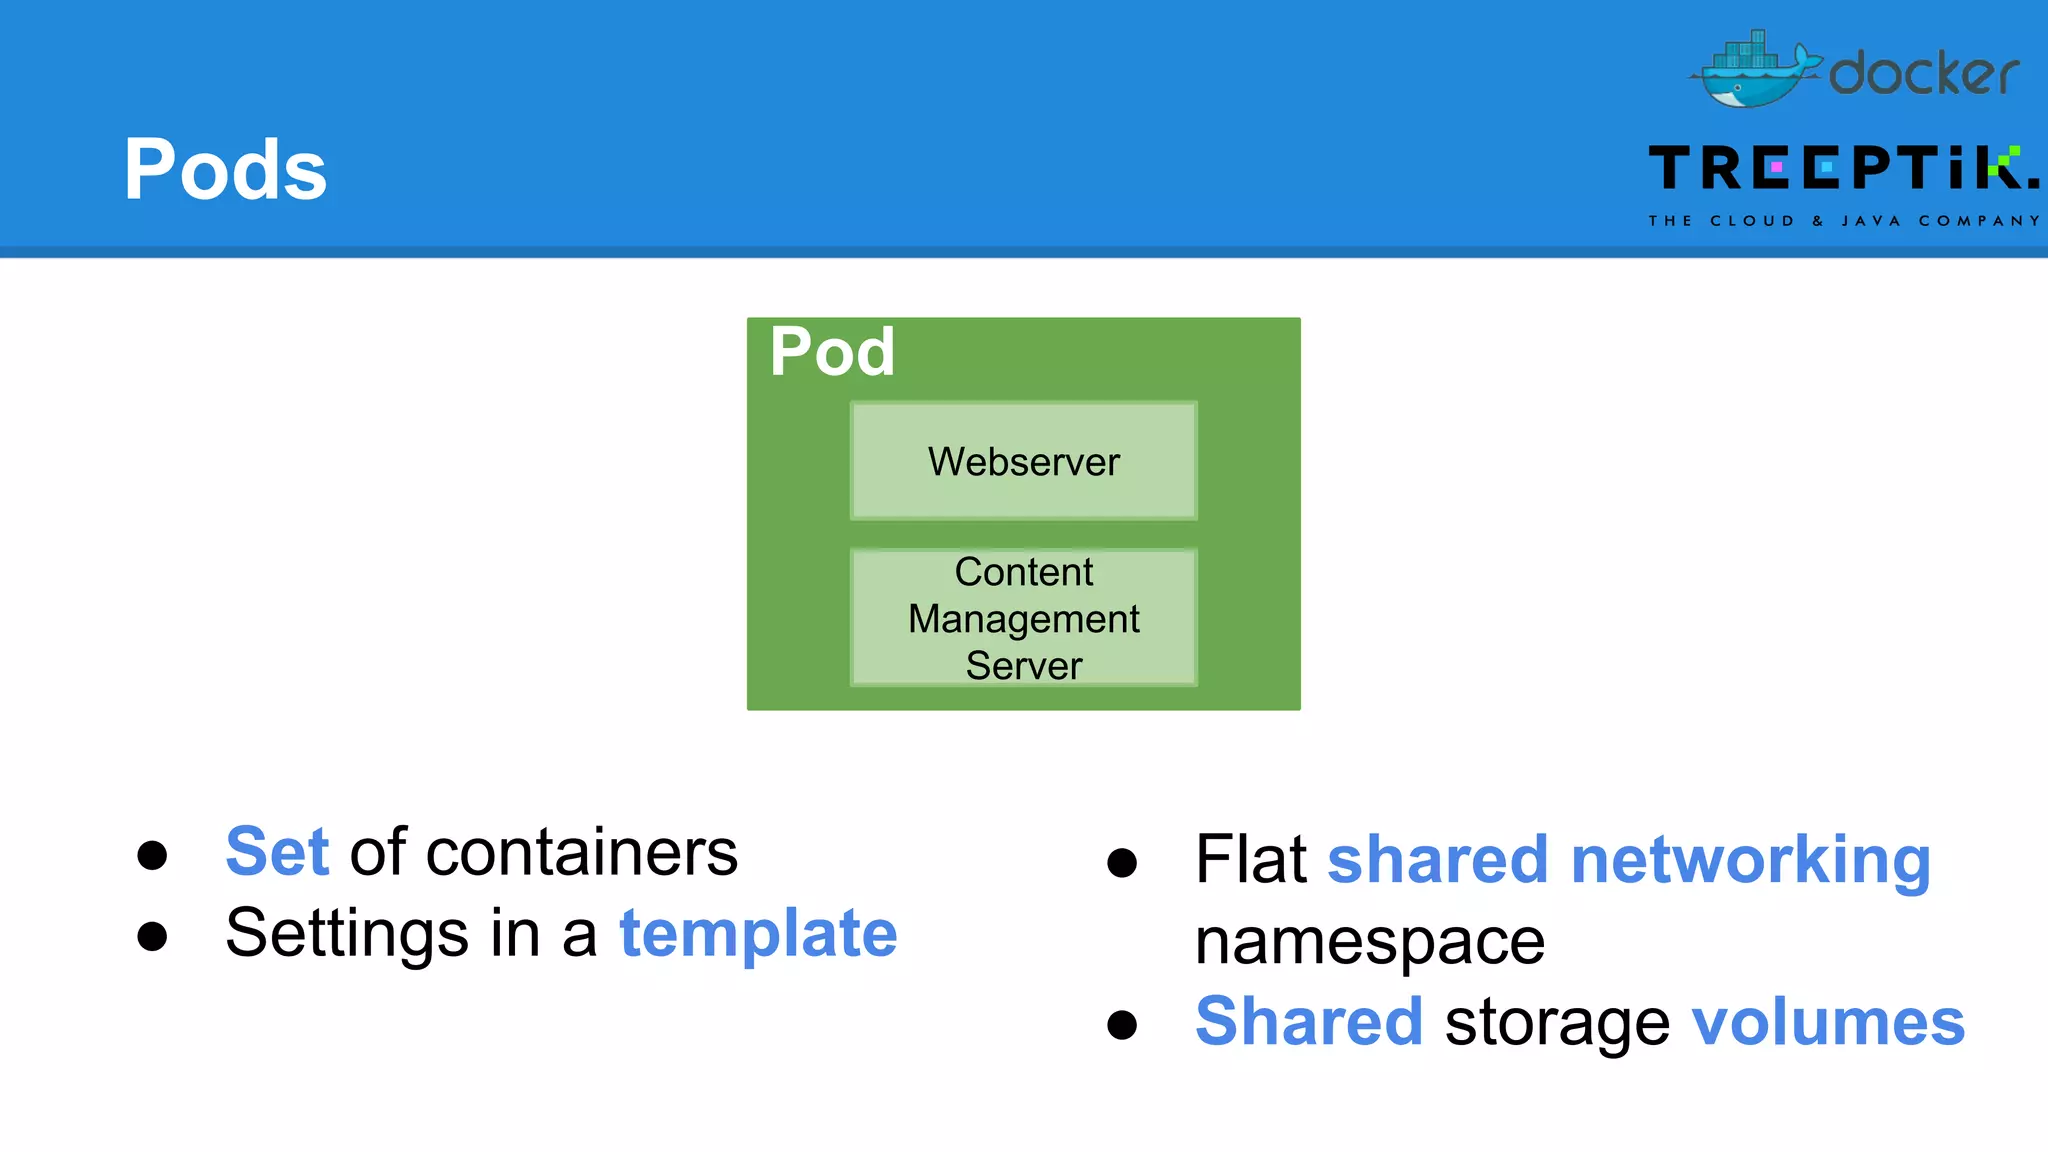 docker
TREEPTiK.
THE CLOUD & JAVA COMPANY
Pods
Pod
Webserver
Content
Management
Server
● Set of containers
● Settings in a template
● Flat shared networking
namespace
● Shared storage volumes